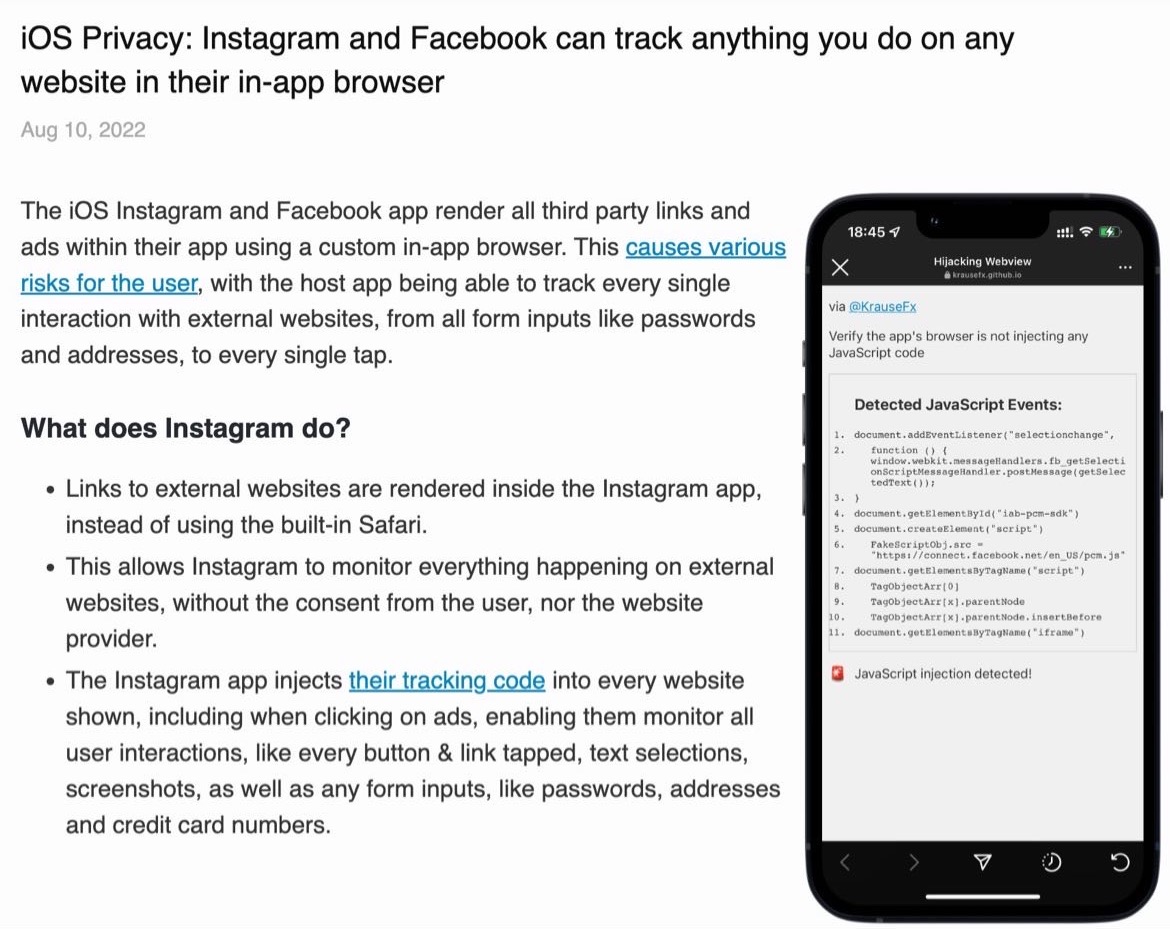 iOS Privacy: Instagram and Facebook can track anything you do on any
website in their in-app browser
Aug 10, 2022
The iOS Instagram and Facebook app render all third party links and
ads within their app using a custom in-app browser. This causes various
risks for the user, with the host app being able to track every single
interaction with external websites, from all form inputs like passwords
and addresses, to every single tap.
What does Instagram do?
• Links to external websites are rendered inside the Instagram app,
instead of using the built-in Safari.
• This allows Instagram to monitor everything happening on external
websites, without the consent from the user, nor the website
provider.
• The Instagram app injects their tracking code into every website
shown, including when clicking on ads, enabling them monitor all
user interactions, like every button & link tapped, text selections,
screenshots, as well as any form inputs, like passwords, addresses
and credit card numbers.
18:45
Hijacking Webview
krausefx.github.io
via @KrauseFx
Verify the app's browser is not injecting any
JavaScript code
Detected JavaScript Events:
1. document.addEventListener("selectionchange",
2. function () {
window.webkit.messageHandlers.fb_getSelecti
onScriptMessageHandler.postMessage(getSelec
tedText());
3. }
4. document.getElementById("iab-pcm-sdk")
5. document.createElement("script")
6. FakeScriptObj.src =
"https://connect.facebook.net/en_US/pcm.js"
7. document.getElementsByTagName("script")
8. TagObjectArr[0]
9. TagObjectArr[x].parentNode
10. TagObjectArr[x].parentNode.insertBefore
11. document.getElementsByTagName("iframe")
JavaScript injection detected!